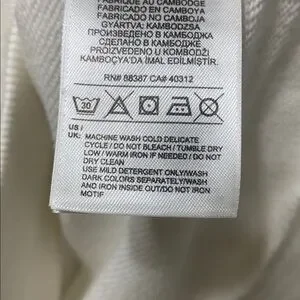 FABRIQUE AU CAMBODGE
FABRICADO EN CAMBOYA
FABRICADO NO CAMBOJA
GYÁRTVA: KAMBODZSA
ПРОИЗВЕДЕНО В КАМБОДЖА
СДЕЛАНО В КАМБОДЖЕ
PROIZVEDENO U KOMBODŽI
KAMBOÇYA'DA İMAL EDİLMİŞTİR.
RN# 88387 CA# 40312
30
US /
UK: MACHINE WASH COLD DELICATE
CYCLE / DO NOT BLEACH / TUMBLE DRY
LOW / WARM IRON IF NEEDED / DO NOT
DRY CLEAN
USE MILD DETERGENT ONLY/WASH
DARK COLORS SEPARATELY/WASH
AND IRON INSIDE OUT/DO NOT IRON
MOTIF